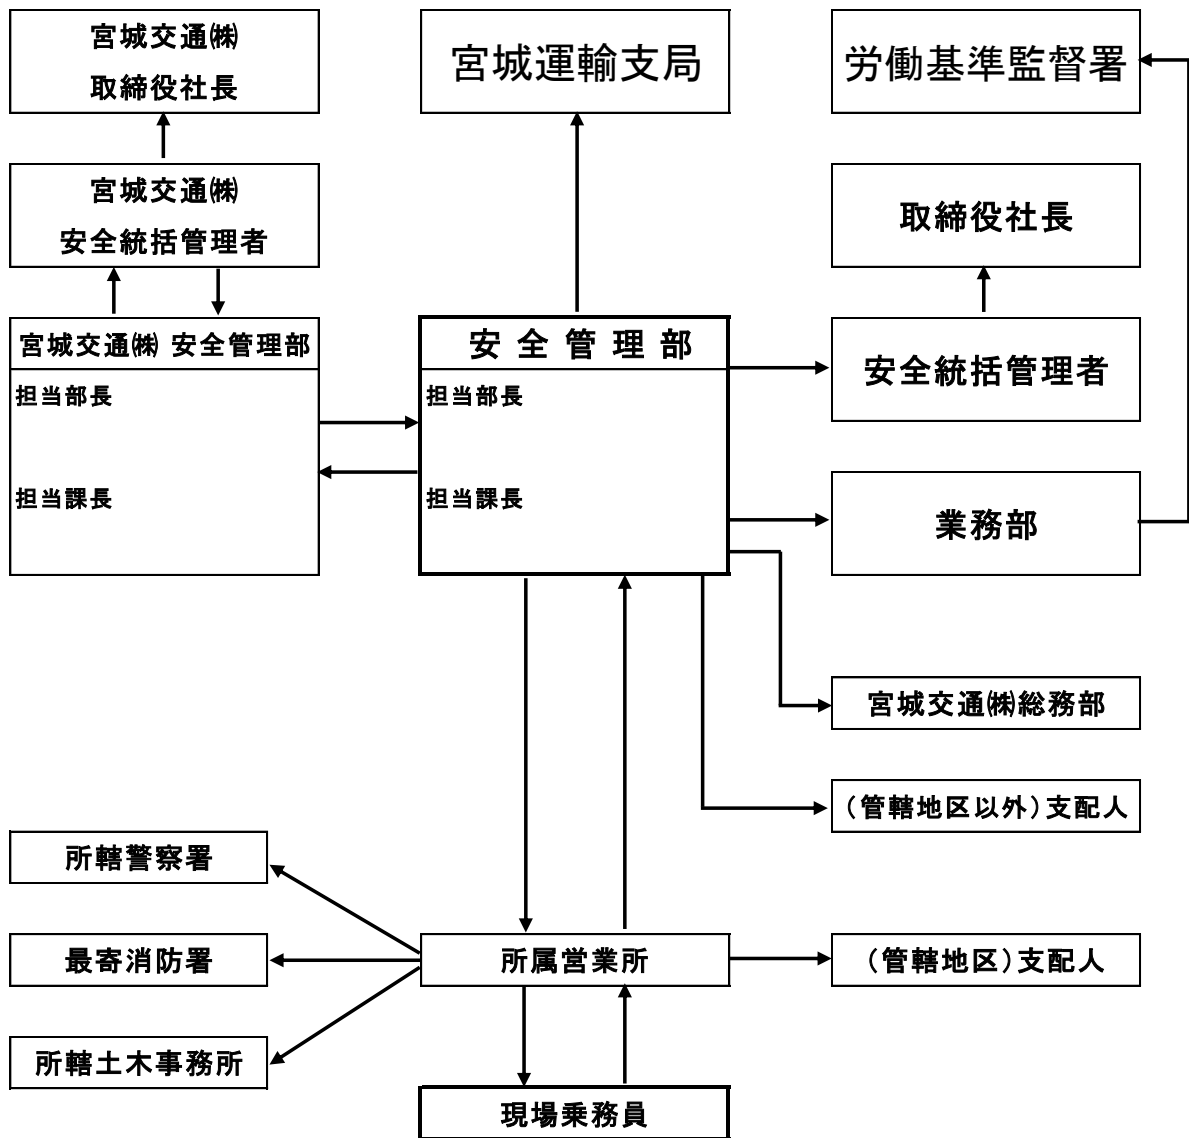 宮城交通㈱
取締役社長
宮城運輸支局
労働基準監督署
宮城交通㈱
安全統括管理者
取締役社長
宮城交通㈱ 安全管理部
担当部長
担当課長
安 全 管 理 部
担当部長
担当課長
安全統括管理者
業務部
宮城交通㈱総務部
（管轄地区以外）支配人
所轄警察署
最寄消防署
所属営業所
（管轄地区）支配人
所轄土木事務所
現場乗務員